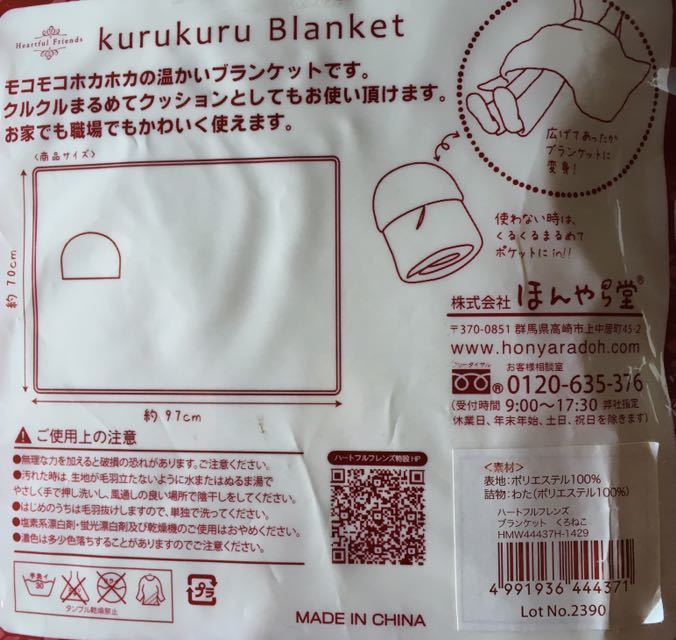 Heartful Friends
kurukuru Blanket
モコモコホカホカの温かいブランケットです。
クルクルまるめてクッションとしてもお使い頂けます。
お家でも職場でもかわいく使えます。
〈商品サイズ〉
約70cm
約97cm
広げてあったか
ブランケットに
変身!
使わない時は、
くるくるまるめて
ポケットにin!!
株式会社 ほんやら堂®
〒370-0851 群馬県高崎市上中居町45-2
www.honyaradoh.com
フリーダイヤル お客様相談室
® 0120-635-376
(受付時間 9:00〜17:30 弊社指定
休業日、年末年始、土日、祝日を除きます)
ご使用上の注意
●無理な力を加えると破損の恐れがあります。ご注意ください。
●汚れた時は、生地が毛羽立たないように水またはぬるま湯で
やさしく手で押し洗いし、風通しの良い場所で陰干しをしてください。
●はじめのうちは毛羽抜けしますので、単独で洗ってください。
●塩素系漂白剤・蛍光漂白剤及び乾燥機のご使用はおやめください。
●濃色は多少色落ちすることがありますのでご注意ください。
手洗イ
30
タンブル乾燥禁止
プラ
ハートフルフレンズ特設HP
MADE IN CHINA
<素材>
表地:ポリエステル100%
詰物:わた(ポリエステル100%)
ハートフルフレンズ
ブランケット くろねこ
HMW44437H-1429
4 991936 444371
Lot No.2390